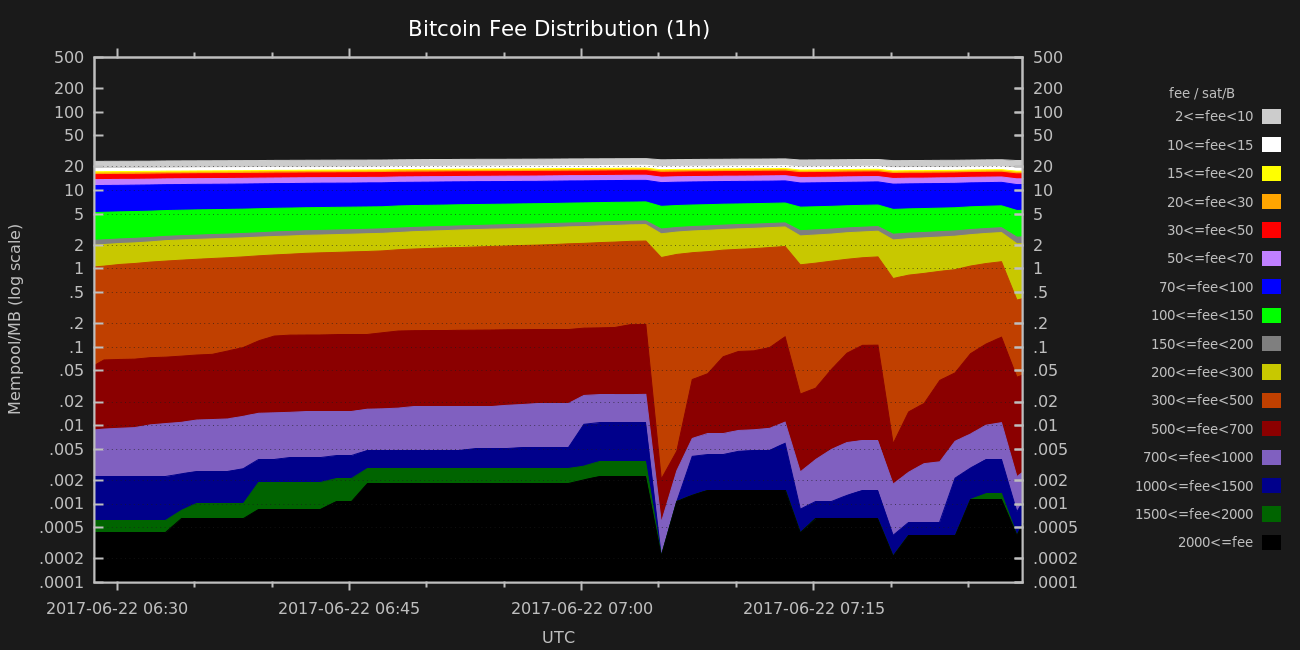 Bitcoin Fee Distribution (1h)
500 500
200 200
100 100
50 50
20 20
10 10
5 5
2 2
1 1
.5 .5
.2 .2
.1 .1
.05 .05
.02 .02
.01 .01
.005 .005
.002 .002
.001 .001
.0005 .0005
.0002 .0002
.0001 .0001
Mempool/MB (log scale)
2017-06-22 06:30 2017-06-22 06:45 2017-06-22 07:00 2017-06-22 07:15
UTC
fee / sat/B
2<=fee<10
10<=fee<15
15<=fee<20
20<=fee<30
30<=fee<50
50<=fee<70
70<=fee<100
100<=fee<150
150<=fee<200
200<=fee<300
300<=fee<500
500<=fee<700
700<=fee<1000
1000<=fee<1500
1500<=fee<2000
2000<=fee